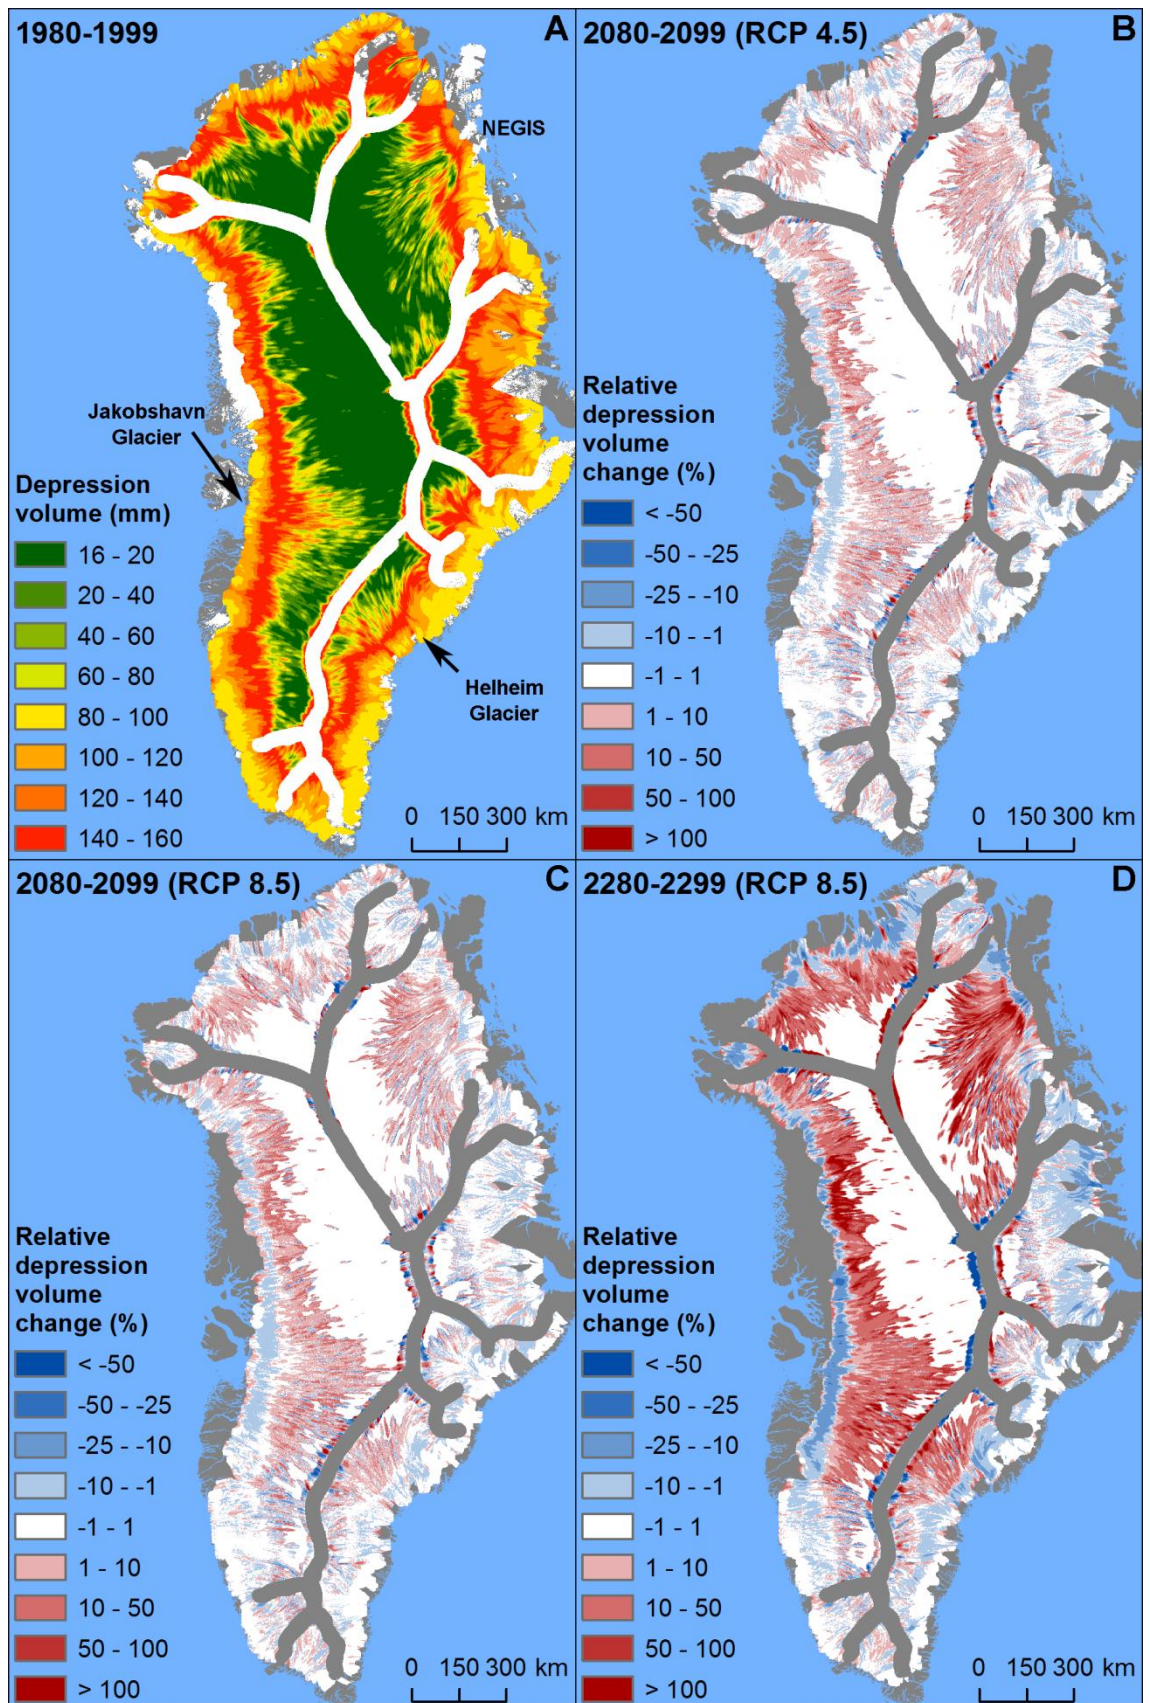 1980-1999
A
NEGIS
Jakobshavn
Glacier
Depression
volume (mm)
16 - 20
20 - 40
40 - 60
60 - 80
80 - 100
100 - 120
120 - 140
140 - 160
Helheim
Glacier
0 150 300 km
2080-2099 (RCP 4.5)
B
Relative
depression
volume
change (%)
< -50
-50 - -25
-25 - -10
-10 - -1
-1 - 1
1 - 10
10 - 50
50 - 100
> 100
0 150 300 km
2080-2099 (RCP 8.5)
C
Relative
depression
volume
change (%)
< -50
-50 - -25
-25 - -10
-10 - -1
-1 - 1
1 - 10
10 - 50
50 - 100
> 100
0 150 300 km
2280-2299 (RCP 8.5)
D
Relative
depression
volume
change (%)
< -50
-50 - -25
-25 - -10
-10 - -1
-1 - 1
1 - 10
10 - 50
50 - 100
> 100
0 150 300 km